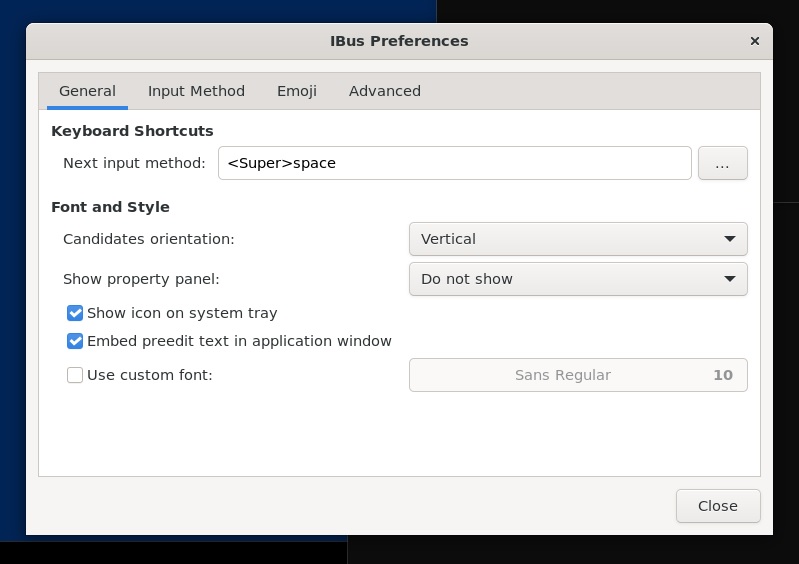 IBus Preferences
General Input Method Emoji Advanced
Keyboard Shortcuts
Next input method: <Super>space ...
Font and Style
Candidates orientation: Vertical
Show property panel: Do not show
Show icon on system tray
Embed preedit text in application window
Use custom font: Sans Regular 10
Close